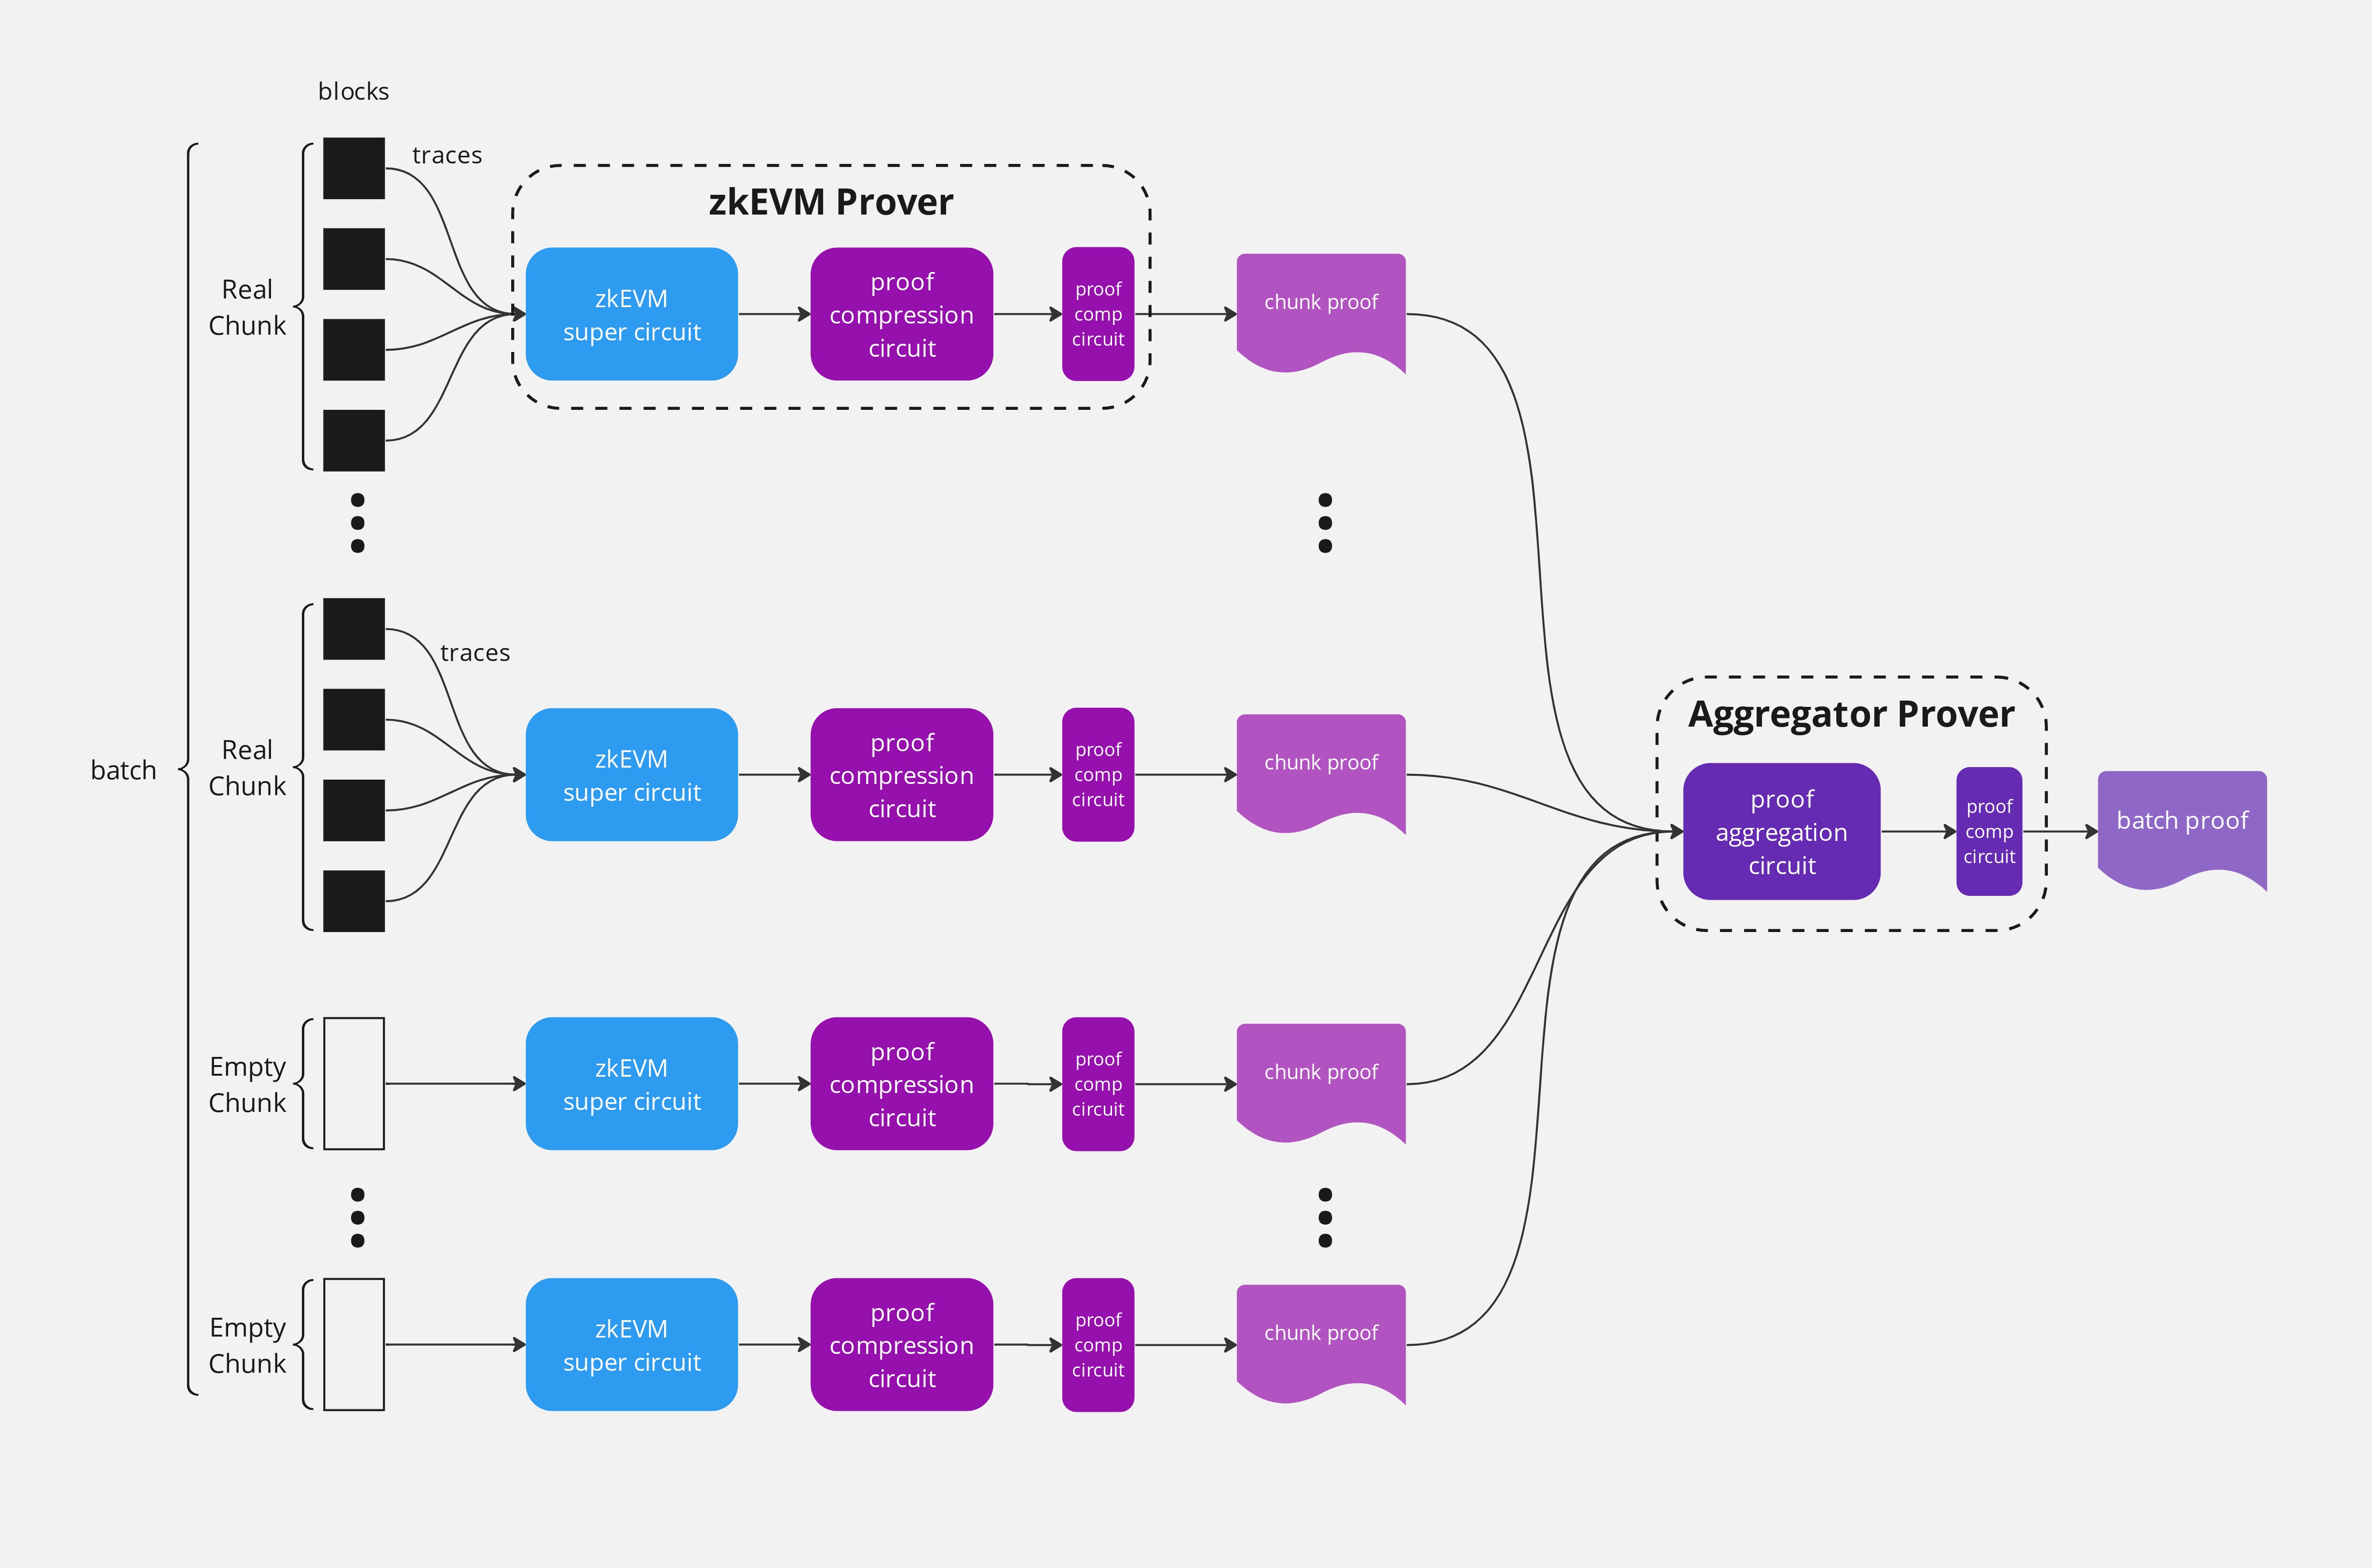 blocks
traces
zkEVM Prover
Real
Chunk
zkEVM
super circuit
proof
compression
circuit
proof
comp
circuit
chunk proof
traces
batch
Real
Chunk
zkEVM
super circuit
proof
compression
circuit
proof
comp
circuit
chunk proof
Aggregator Prover
proof
aggregation
circuit
proof
comp
circuit
batch proof
Empty
Chunk
zkEVM
super circuit
proof
compression
circuit
proof
comp
circuit
chunk proof
Empty
Chunk
zkEVM
super circuit
proof
compression
circuit
proof
comp
circuit
chunk proof